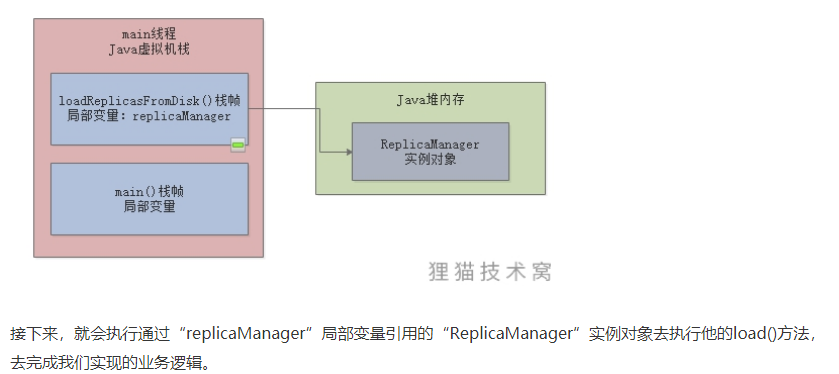 main线程
Java虚拟机栈
loadReplicasFromDisk()栈帧
局部变量：replicaManager
main()栈帧
局部变量
Java堆内存
ReplicaManager
实例对象
狸猫技术窝
接下来，就会执行通过“replicaManager”局部变量引用的“ReplicaManager”实例对象去执行他的load()方法，
去完成我们实现的业务逻辑。